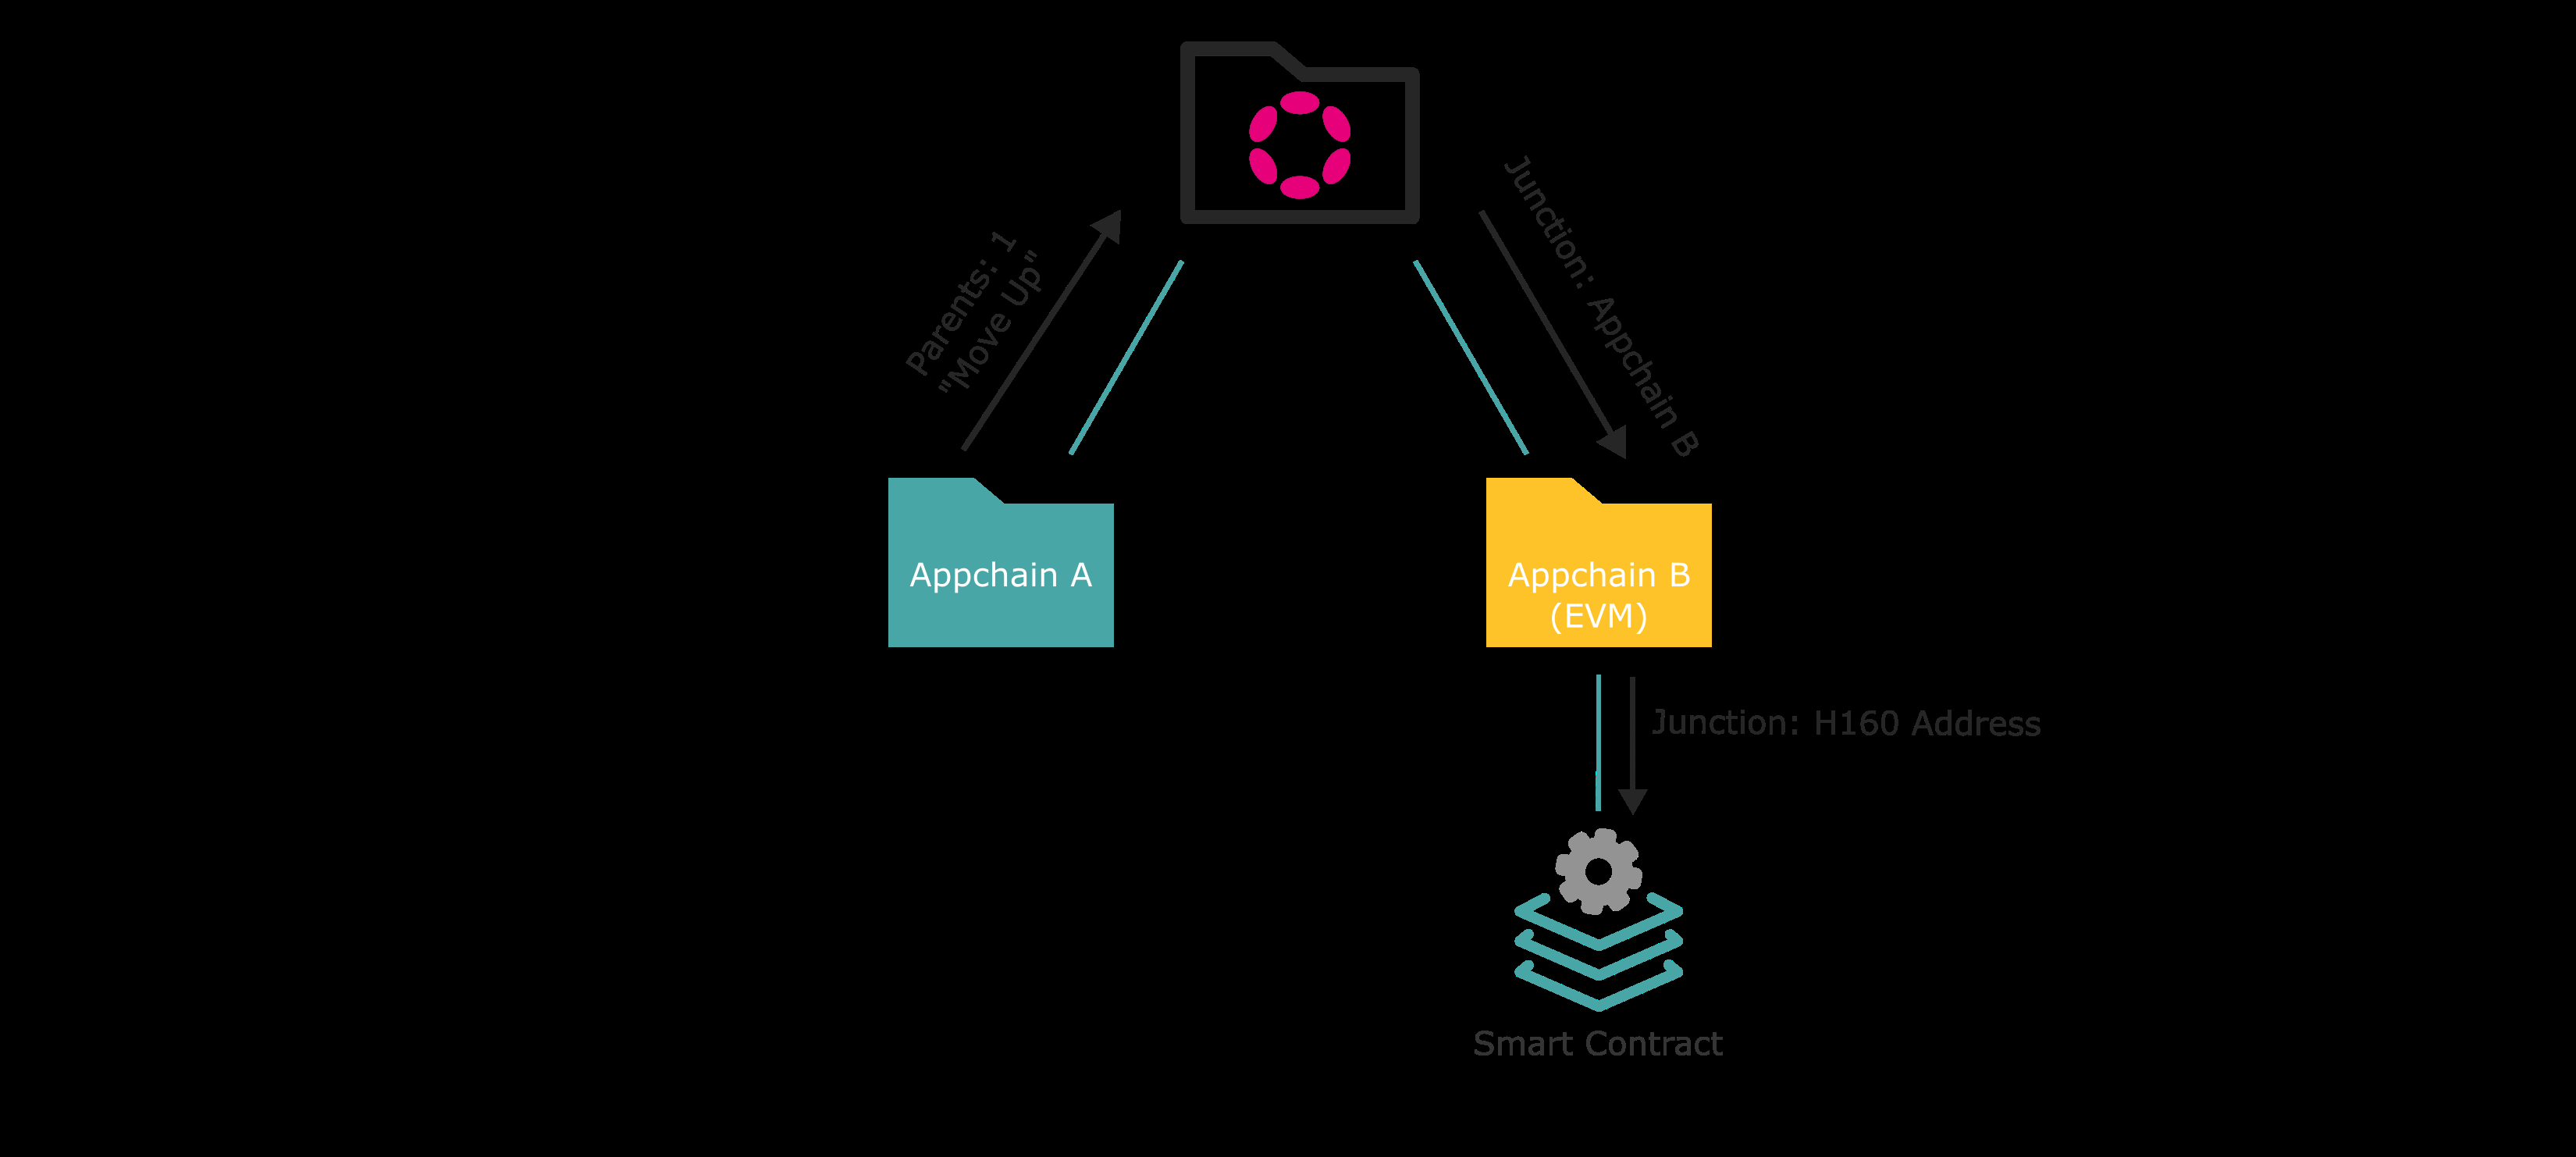 Parents: 1
"Move Up"
Junction: Appchain B
Appchain A
Appchain B
(EVM)
Junction: H160 Address
Smart Contract